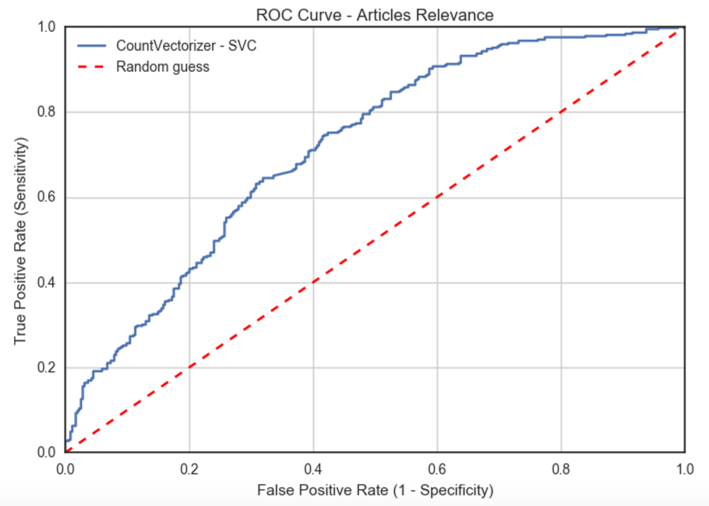 ROC Curve - Articles Relevance
CountVectorizer - SVC
Random guess
True Positive Rate (Sensitivity)
1.0
0.8
0.6
0.4
0.2
0.0
0.0 0.2 0.4 0.6 0.8 1.0
False Positive Rate (1 - Specificity)